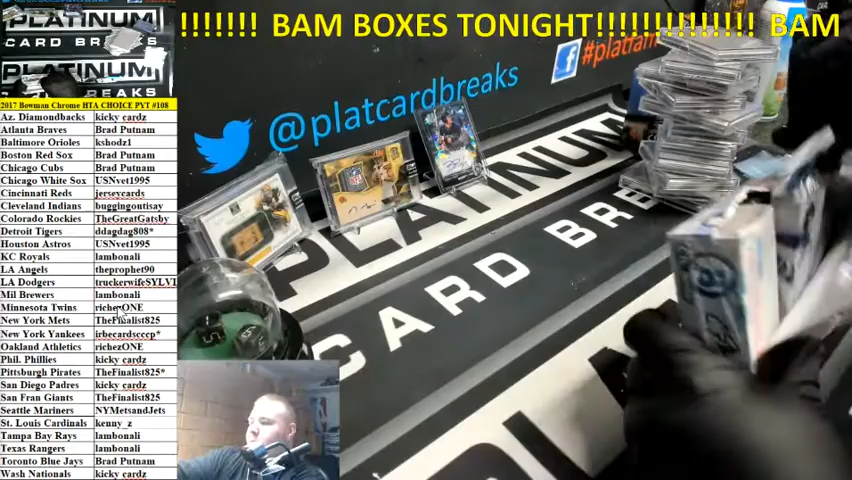 !!!!!!! BAM BOXES TONIGHT!!!!!!!!!!!!!! BAM
PLATINUM
CARD BREAKS
PLATINUM
@platcardbreaks
#platfam
PLATINUM
CARD BRE
2017 Bowman Chrome HTA CHOICE PYT #108
Az. Diamondbacks kicky cardz
Atlanta Braves Brad Putnam
Baltimore Orioles kshodz1
Boston Red Sox Brad Putnam
Chicago Cubs Brad Putnam
Chicago White Sox USNvet1995
Cincinnati Reds jerseycards
Cleveland Indians buggingoutisay
Colorado Rockies TheGreatGatsby
Detroit Tigers ddagdag808*
Houston Astros USNvet1995
KC Royals lambonali
LA Angels theprophet90
LA Dodgers truckerwifeSYLVI
Mil Brewers lambonali
Minnesota Twins richezONE
New York Mets TheFinalist825
New York Yankees irbecardsccp*
Oakland Athletics richezONE
Phil. Phillies kicky cardz
Pittsburgh Pirates TheFinalist825*
San Diego Padres kicky cardz
San Fran Giants TheFinalist825
Seattle Mariners NYMetsandJets
St. Louis Cardinals kenny_z
Tampa Bay Rays lambonali
Texas Rangers lambonali
Toronto Blue Jays Brad Putnam
Wash Nationals kicky cardz